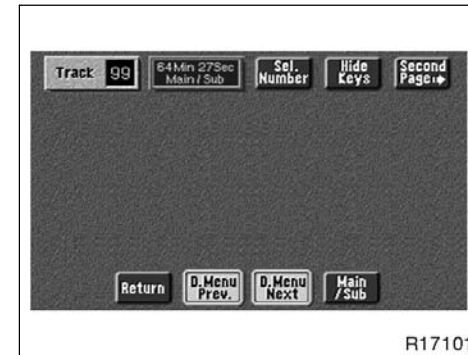 Track 99 64Min 27Sec Sel. Hide Second
Main / Sub Number Keys Page
Return D.Menu D.Menu Main
Prev. Next /Sub
R17101